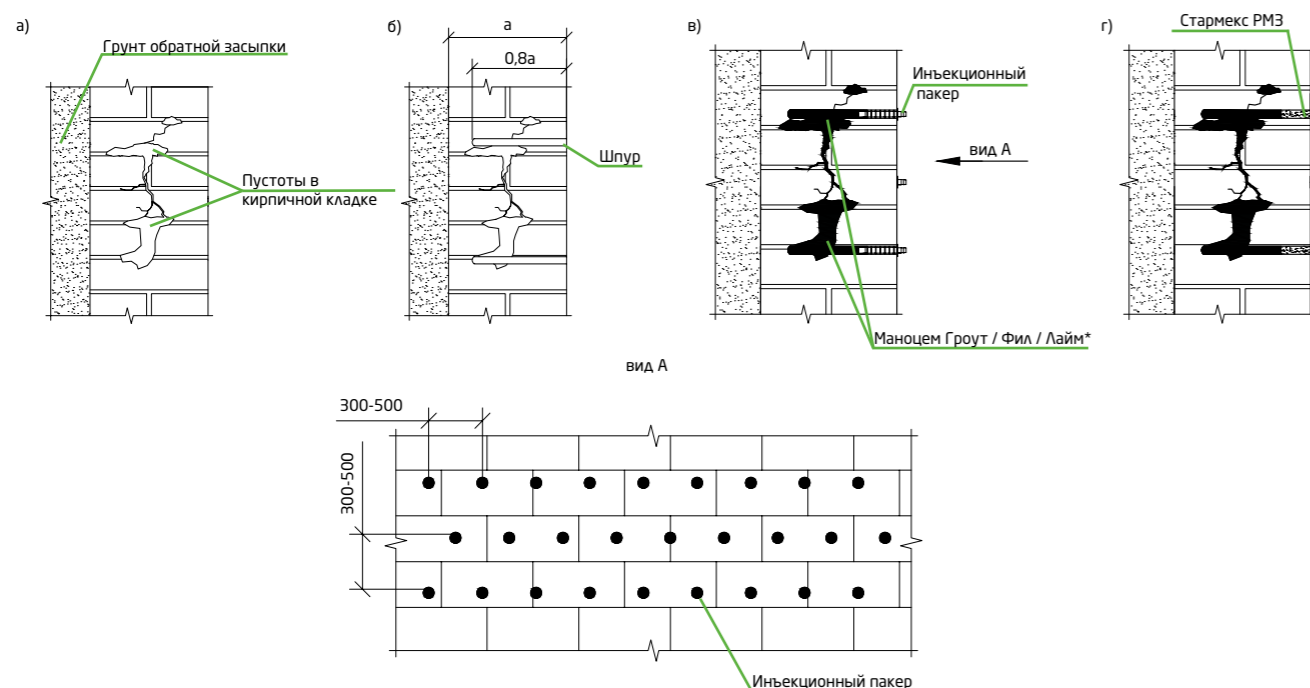 а)
Грунт обратной засыпки
Пустоты в
кирпичной кладке
б)
а
0,8а
Шпур
в)
Инъекционный
пакер
вид А
Маноцем Гроут / Фил / Лайм*
г)
Стармекс РМ3
вид А
300-500
300-500
Инъекционный пакер